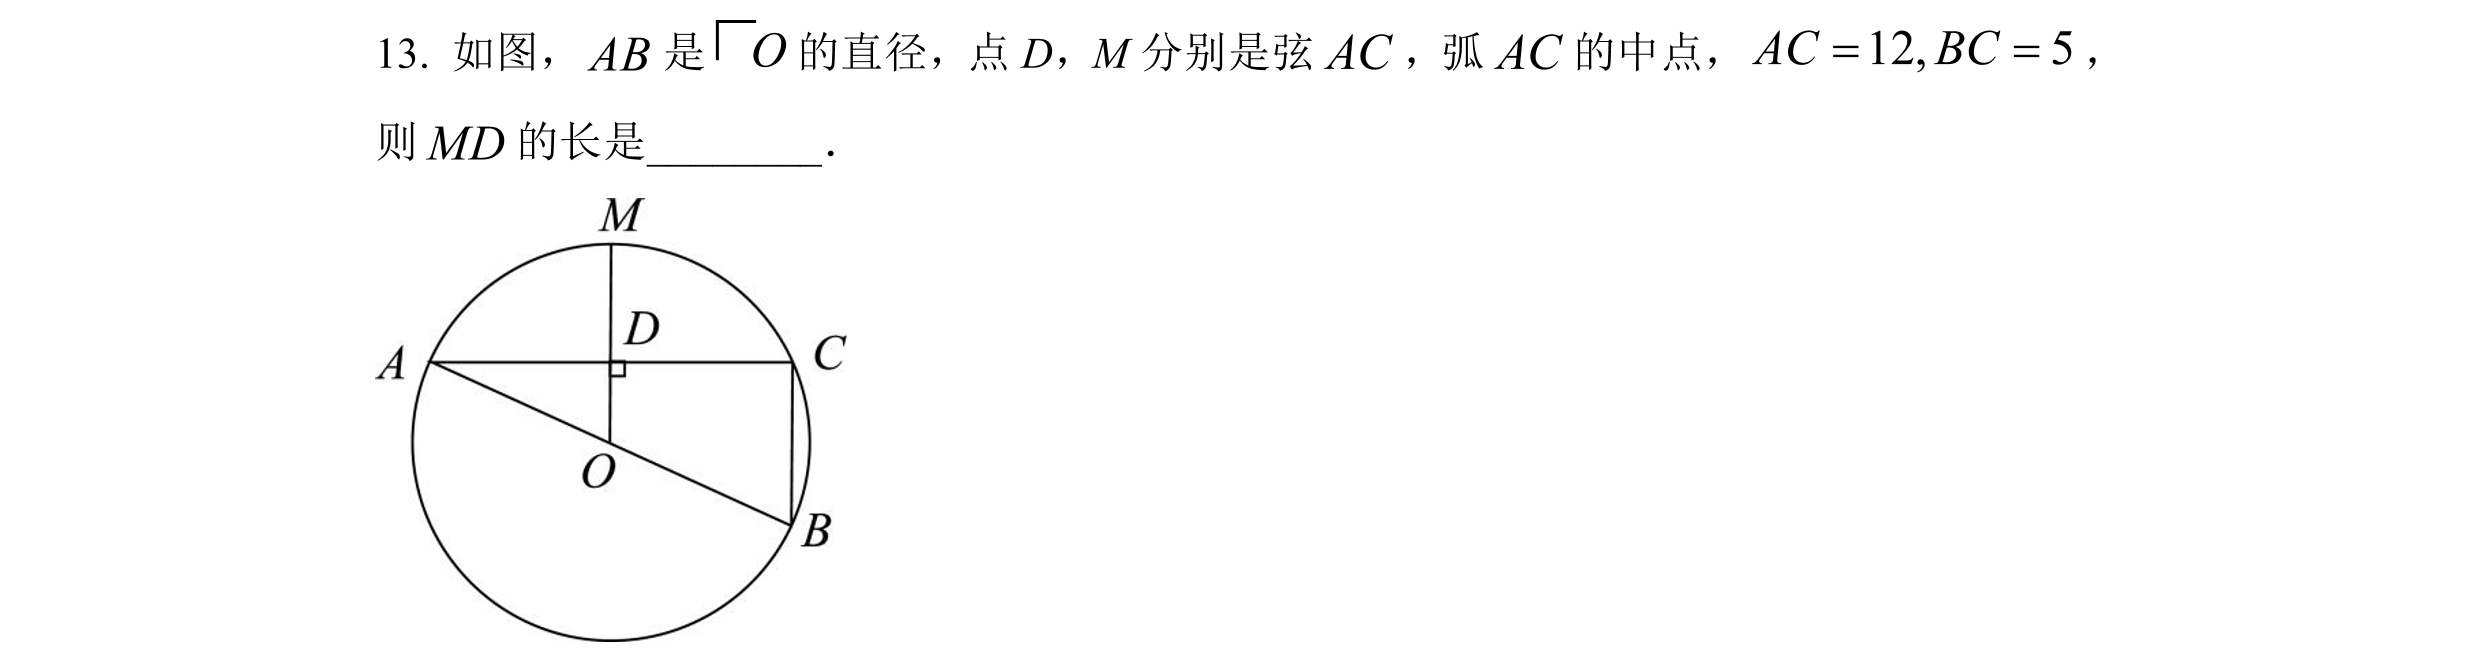 13. 如图，AB 是 O 的直径，点 D，M 分别是弦 AC，弧 AC 的中点，AC = 12, BC = 5，
则 MD 的长是________．
M
D
A
C
O
B